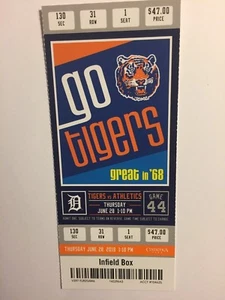 130 31 1 $47.00
SEC ROW SEAT PRICE
go
tigers
great in '68
TIGERS vs ATHLETICS
THURSDAY
JUNE 28 1:10 PM
GAME
44
130 31 1 $47.00
SEC ROW SEAT PRICE
THURSDAY JUNE 28, 2018 1:10 PM
Infield Box